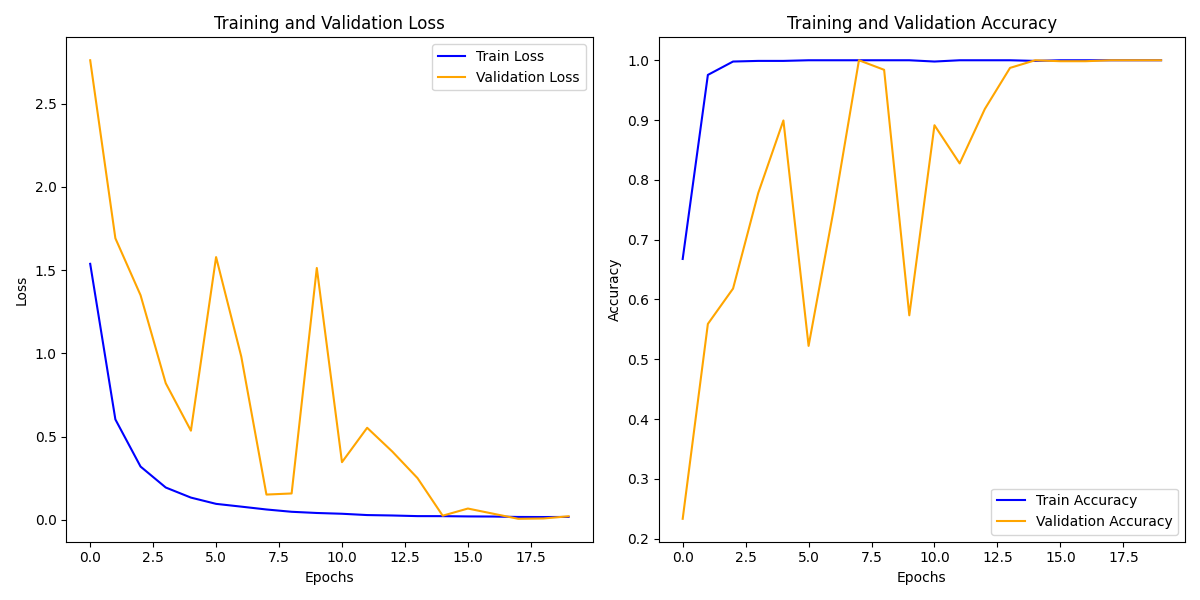 Training and Validation Loss
Train Loss
Validation Loss
2.5
2.0
1.5
1.0
0.5
0.0
Loss
0.0 2.5 5.0 7.5 10.0 12.5 15.0 17.5
Epochs
Training and Validation Accuracy
1.0
0.9
0.8
0.7
0.6
0.5
0.4
0.3
0.2
Accuracy
Train Accuracy
Validation Accuracy
0.0 2.5 5.0 7.5 10.0 12.5 15.0 17.5
Epochs